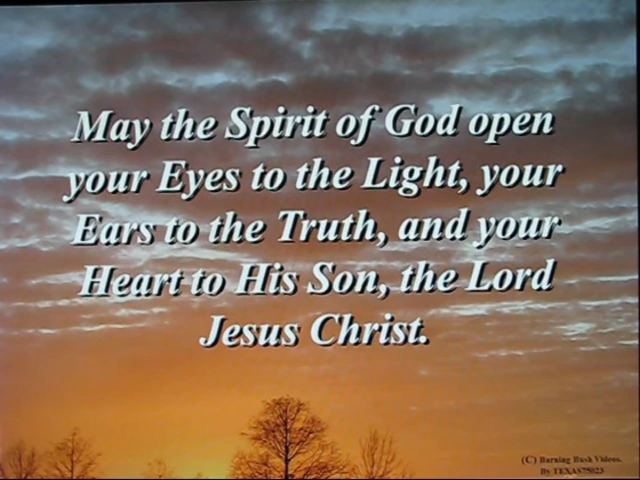 May the Spirit of God open
your Eyes to the Light, your
Ears to the Truth, and your
Heart to His Son, the Lord
Jesus Christ.
(C) Burning Bush Videos.
By TEXAS75023